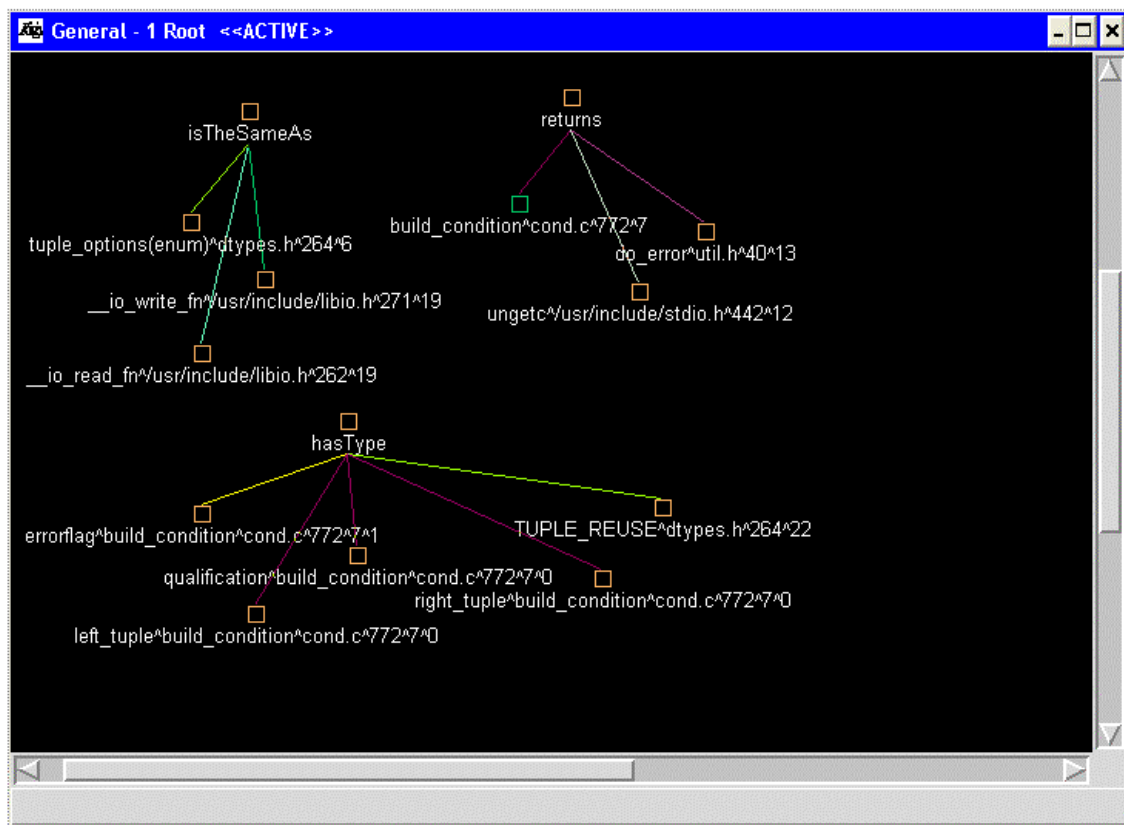 General - 1 Root <<ACTIVE>>
isTheSameAs
returns
build_condition^cond.c^772^7
tuple_options(enum)^dtypes.h^264^6
do_error^util.h^40^13
__io_write_fn^/usr/include/libio.h^271^19
ungetc^/usr/include/stdio.h^442^12
__io_read_fn^/usr/include/libio.h^262^19
hasType
errorflag^build_condition^cond.c^772^7^1
TUPLE_REUSE^dtypes.h^264^22
qualification^build_condition^cond.c^772^7^0
right_tuple^build_condition^cond.c^772^7^0
left_tuple^build_condition^cond.c^772^7^0